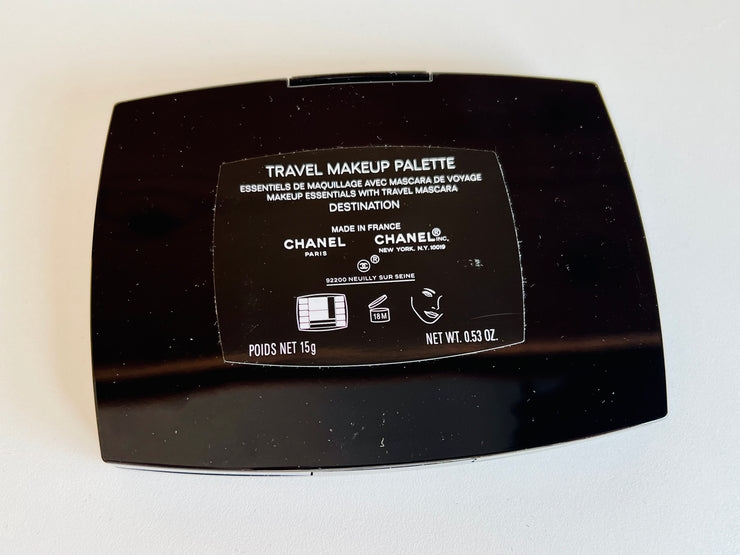 TRAVEL MAKEUP PALETTE
ESSENTIELS DE MAQUILLAGE AVEC MASCARA DE VOYAGE
MAKEUP ESSENTIALS WITH TRAVEL MASCARA
DESTINATION
MADE IN FRANCE
CHANEL CHANEL® INC.
PARIS NEW YORK, N.Y. 10019
®
92200 NEUILLY SUR SEINE
18M
POIDS NET 15g NET WT. 0.53 OZ.